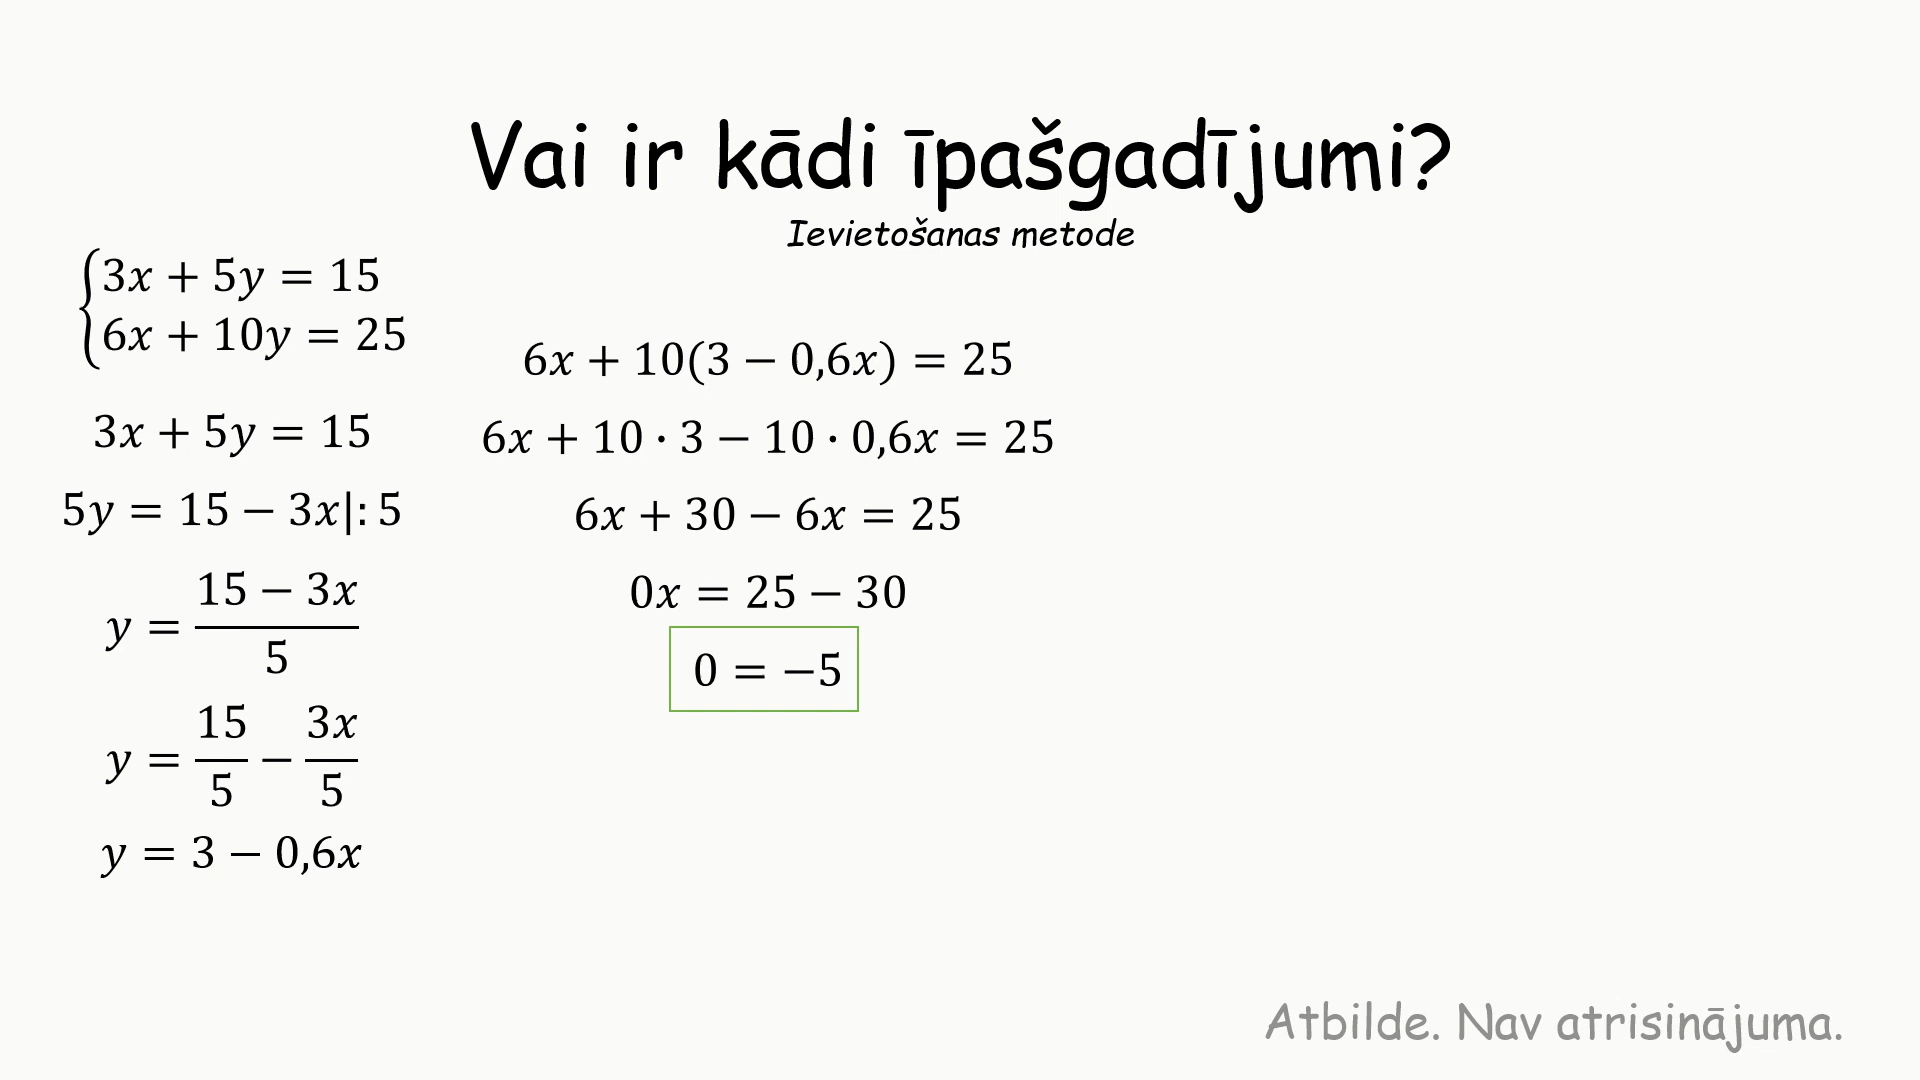 Vai ir kādi īpašgadījumi?
Ievietošanas metode
{3x + 5y = 15
6x + 10y = 25
3x + 5y = 15
5y = 15 − 3x|: 5
y = (15 − 3x)/5
y = 15/5 − 3x/5
y = 3 − 0,6x
6x + 10(3 − 0,6x) = 25
6x + 10 · 3 − 10 · 0,6x = 25
6x + 30 − 6x = 25
0x = 25 − 30
0 = −5
Atbilde. Nav atrisinājuma.